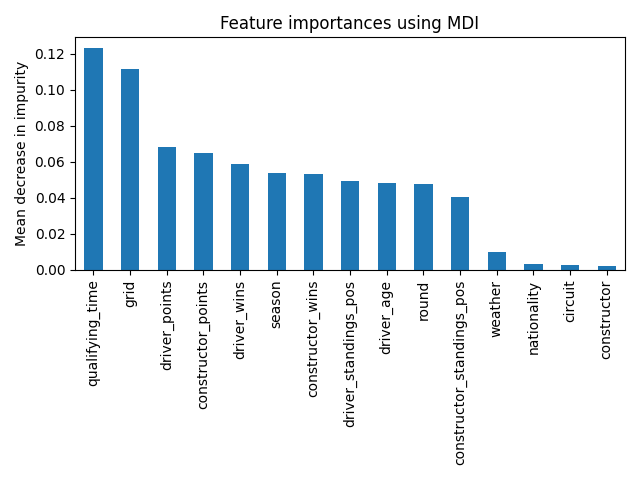 Feature importances using MDI
Mean decrease in impurity
0.12
0.10
0.08
0.06
0.04
0.02
0.00
qualifying_time
grid
driver_points
constructor_points
driver_wins
season
constructor_wins
driver_standings_pos
driver_age
round
constructor_standings_pos
weather
nationality
circuit
constructor